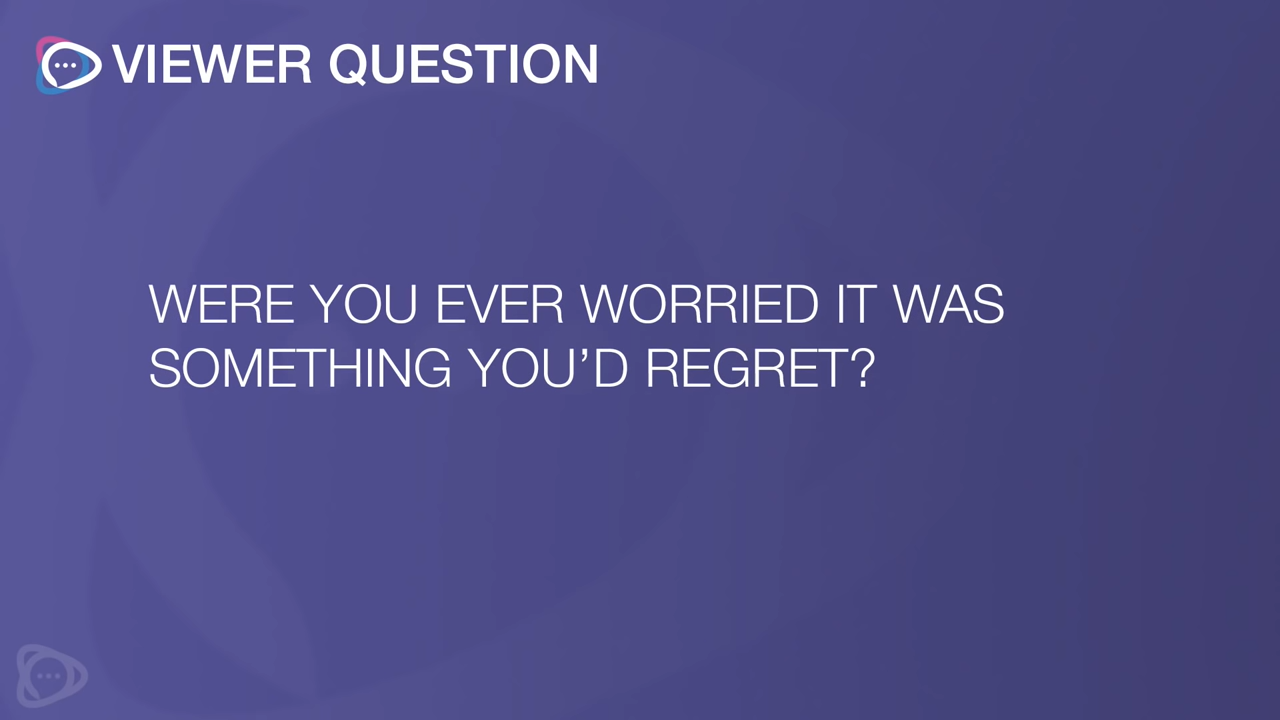 VIEWER QUESTION
WERE YOU EVER WORRIED IT WAS
SOMETHING YOU’D REGRET?